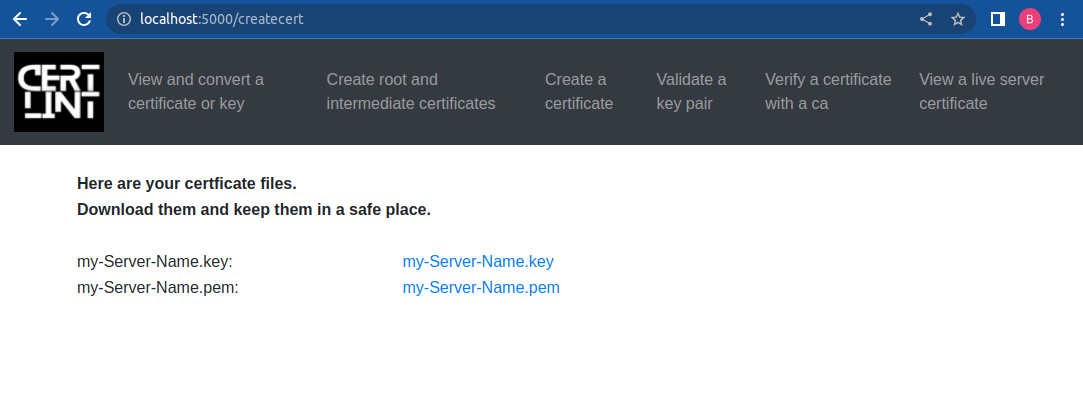 localhost:5000/createcert
B
CERT
LINT
View and convert a
certificate or key
Create root and
intermediate certificates
Create a
certificate
Validate a
key pair
Verify a certificate
with a ca
View a live server
certificate
Here are your certficate files.
Download them and keep them in a safe place.
my-Server-Name.key: my-Server-Name.key
my-Server-Name.pem: my-Server-Name.pem